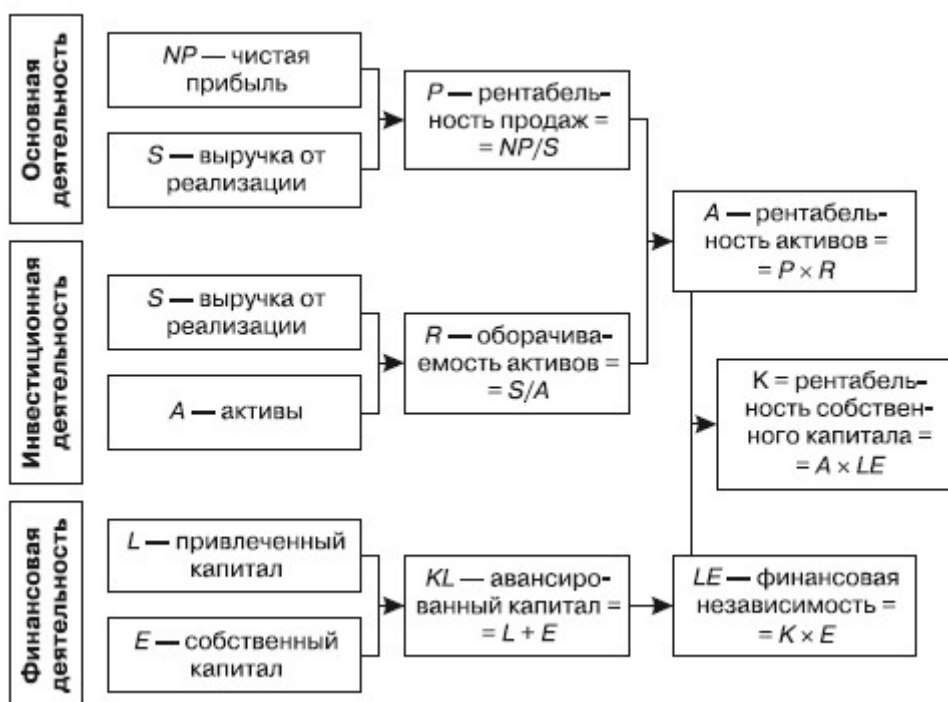 Основная
деятельность
NP — чистая
прибыль
S — выручка от
реализации
P — рентабель-
ность продаж =
= NP/S
A — рентабель-
ность активов =
= P × R
Инвестиционная
деятельность
S — выручка от
реализации
A — активы
R — оборачива-
емость активов =
= S/A
K = рентабель-
ность собствен-
ного капитала =
= A × LE
Финансовая
деятельность
L — привлеченный
капитал
E — собственный
капитал
KL — авансиро-
ванный капитал =
= L + E
LE — финансовая
независимость =
= K × E